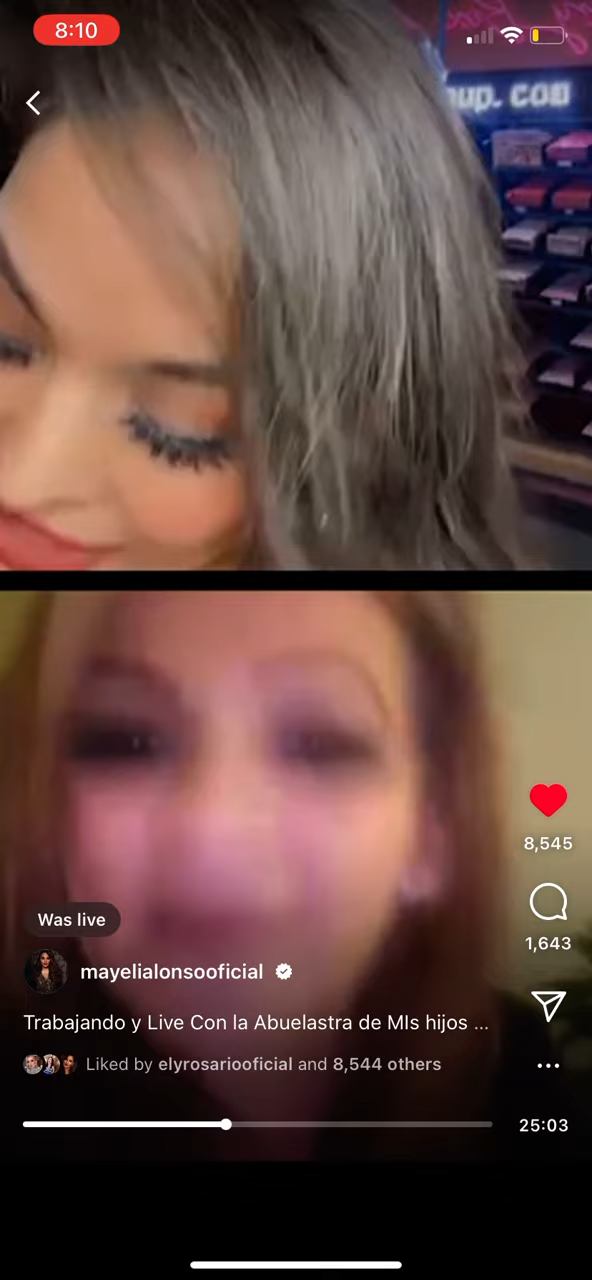 8:10
up. com
Was live
mayelialonsooficial
Trabajando y Live Con la Abuelastra de MIs hijos ...
Liked by elyrosariooficial and 8,544 others
8,545
1,643
25:03